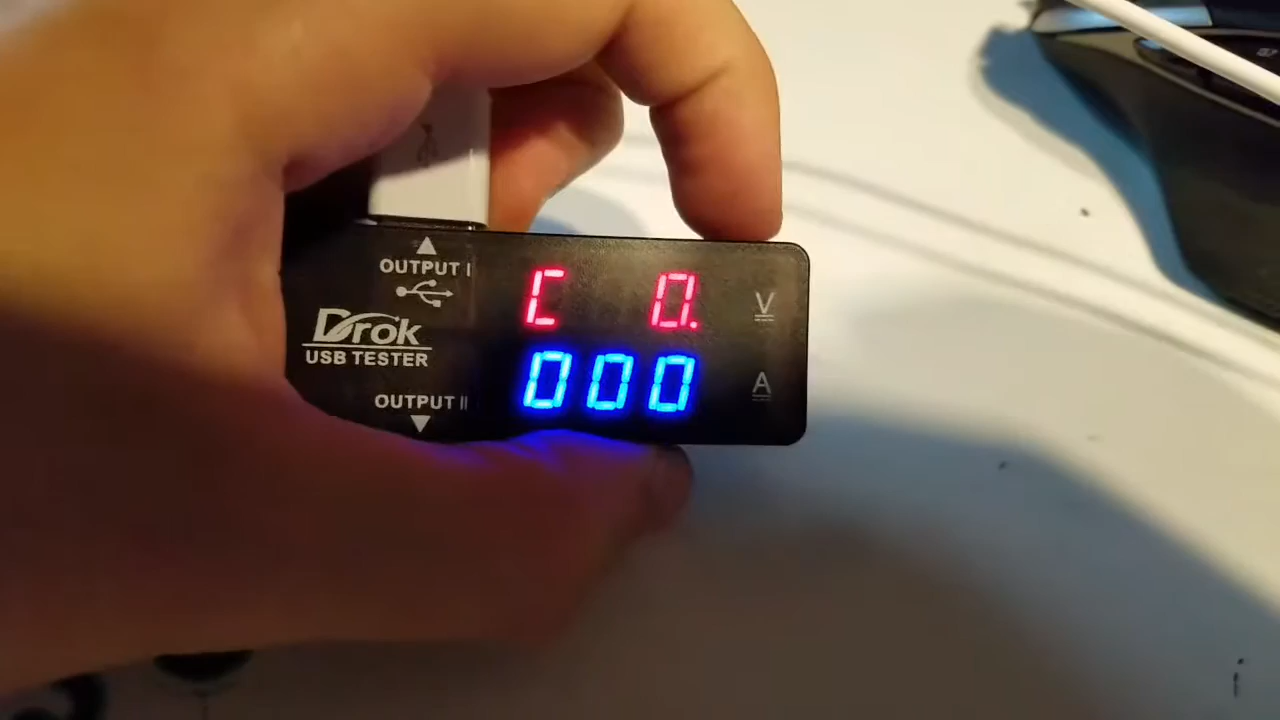 OUTPUT I
Drok
USB TESTER
OUTPUT II
C 0.
000
V
A